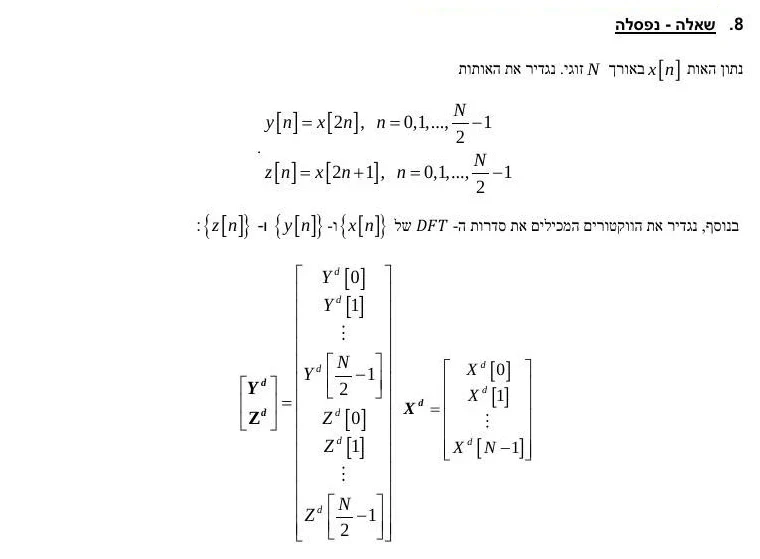 8. שאלה - נפסלה
נתון האות x[n] באורך N זוגי. נגדיר את האותות
y[n] = x[2n], n = 0,1,..., N/2 −1
z[n] = x[2n+1], n = 0,1,..., N/2 −1
בנוסף, נגדיר את הווקטורים המכילים את סדרות ה- DFT של {x[n]} ו- {y[n]} ו- {z[n]} :
[Y^d Z^d] = [Y^d[0] Y^d[1] ⋮ Y^d[N/2 −1] Z^d[0] Z^d[1] ⋮ Z^d[N/2 −1]] X^d = [X^d[0] X^d[1] ⋮ X^d[N −1]]